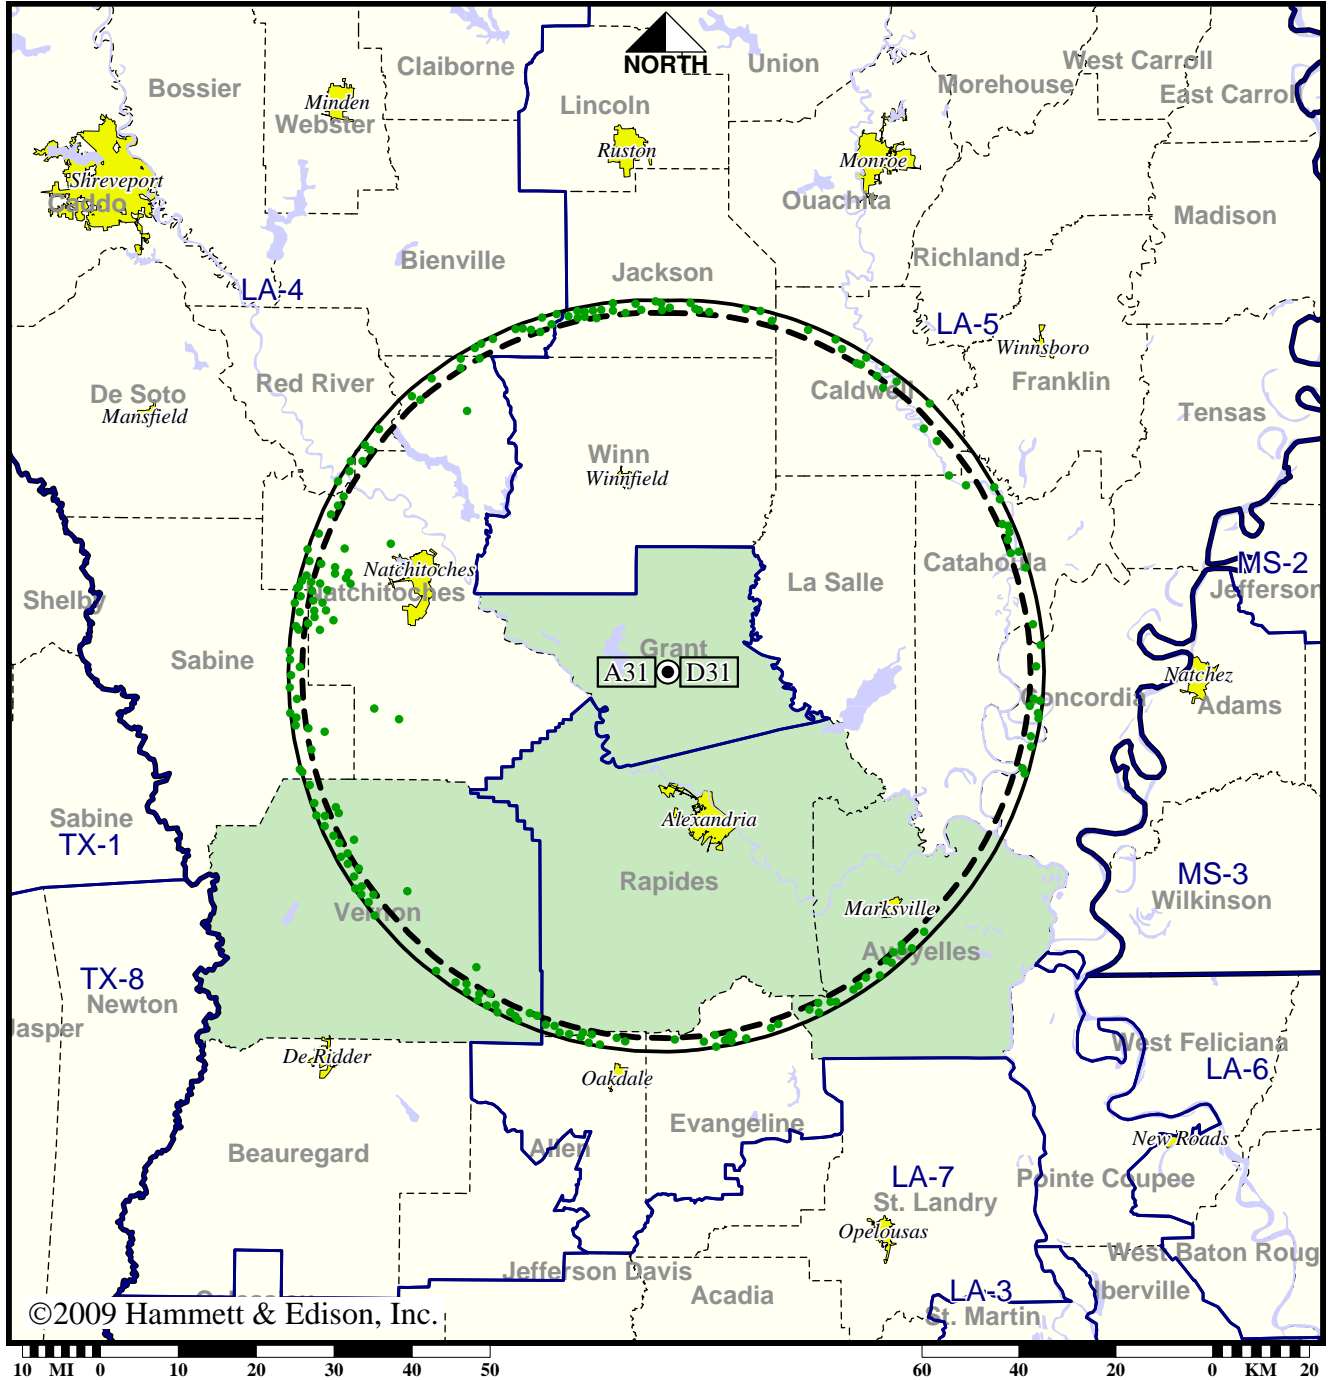 NORTH
Bossier
Claiborne
Union
West Carroll
Morehouse
East Carrol
Minden
Webster
Lincoln
Ruston
Monroe
Shreveport
Caddo
Ouachita
Madison
Richland
Bienville
Jackson
LA-4
LA-5
Winnsboro
Red River
De Soto
Mansfield
Caldwell
Franklin
Tensas
Winn
Winnfield
Natchitoches
Natchitoches
Catahoula
La Salle
MS-2
Jefferson
Shelby
Sabine
Grant
A31
D31
Natchez
Concordia
Adams
Sabine
TX-1
Alexandria
Rapides
MS-3
Wilkinson
Vernon
Marksville
Avoyelles
TX-8
Newton
Jasper
West Feliciana
LA-6
De Ridder
Oakdale
Evangeline
Allen
Beauregard
New Roads
LA-7
Pointe Coupee
St. Landry
Opelousas
West Baton Roug
Jefferson Davis
Acadia
LA-3
Iberville
St. Martin
©2009 Hammett & Edison, Inc.
10 MI 0 10 20 30 40 50
60 40 20 0 KM 20